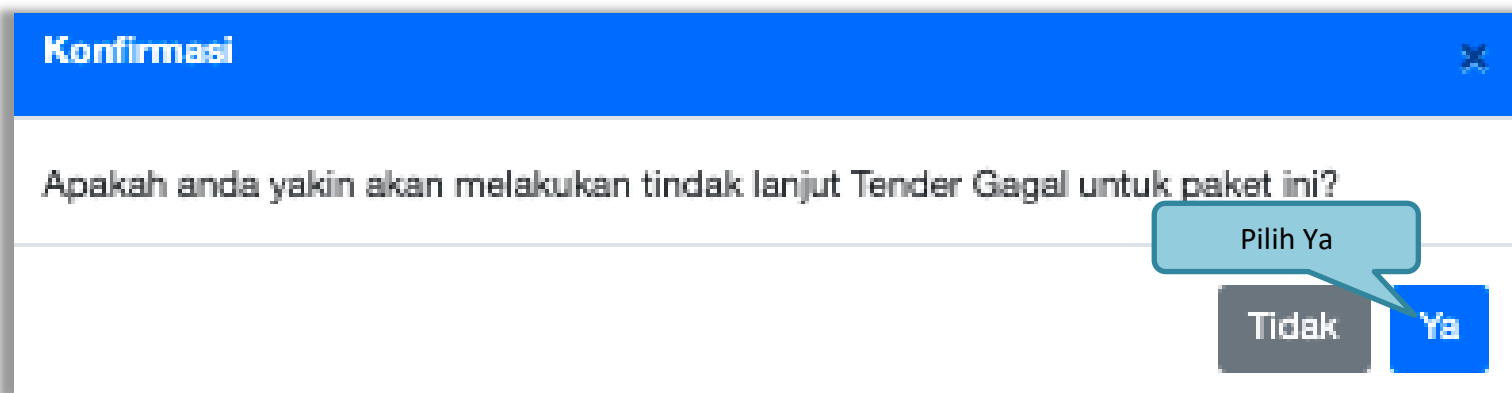 Konfirmasi
Apakah anda yakin akan melakukan tindak lanjut Tender Gagal untuk paket ini?
Pilih Ya
Tidak
Ya